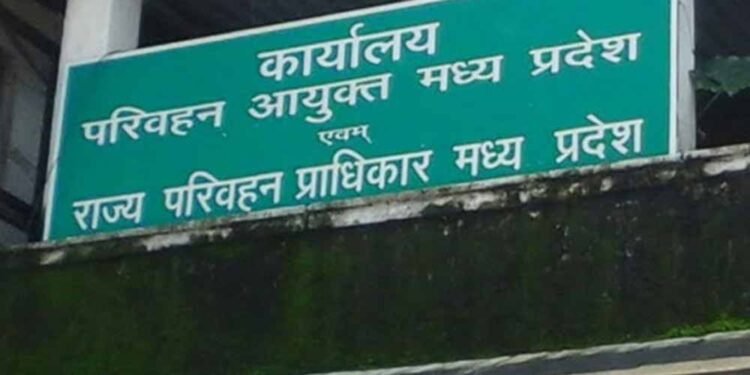 कार्यालय
परिवहन आयुक्त मध्य प्रदेश
एवम्
राज्य परिवहन प्राधिकार मध्य प्रदेश